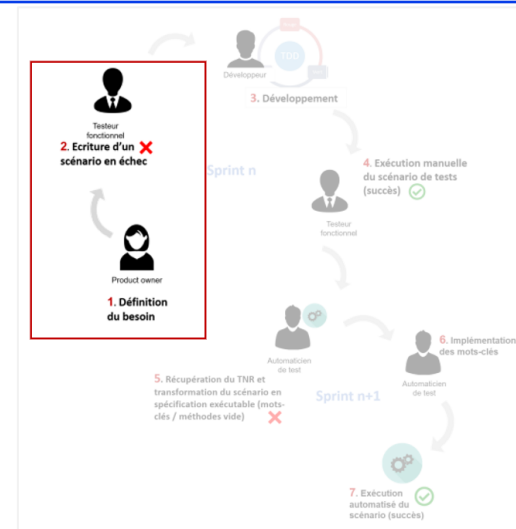 Développeur
TDD
3. Développement
Testeur
fonctionnel
2. Ecriture d'un
scénario en échec
Sprint n
4. Exécution manuelle
du scénario de tests
(succès)
Testeur
fonctionnel
Product owner
1. Définition
du besoin
6. Implémentation
des mots-clés
Automaticien
de test
Automaticien
de test
5. Récupération du TNR et
transformation du scénario en
spécification exécutable (mots-
clés / méthodes vide)
Sprint n+1
7. Exécution
automatisé du
scénario (succès)